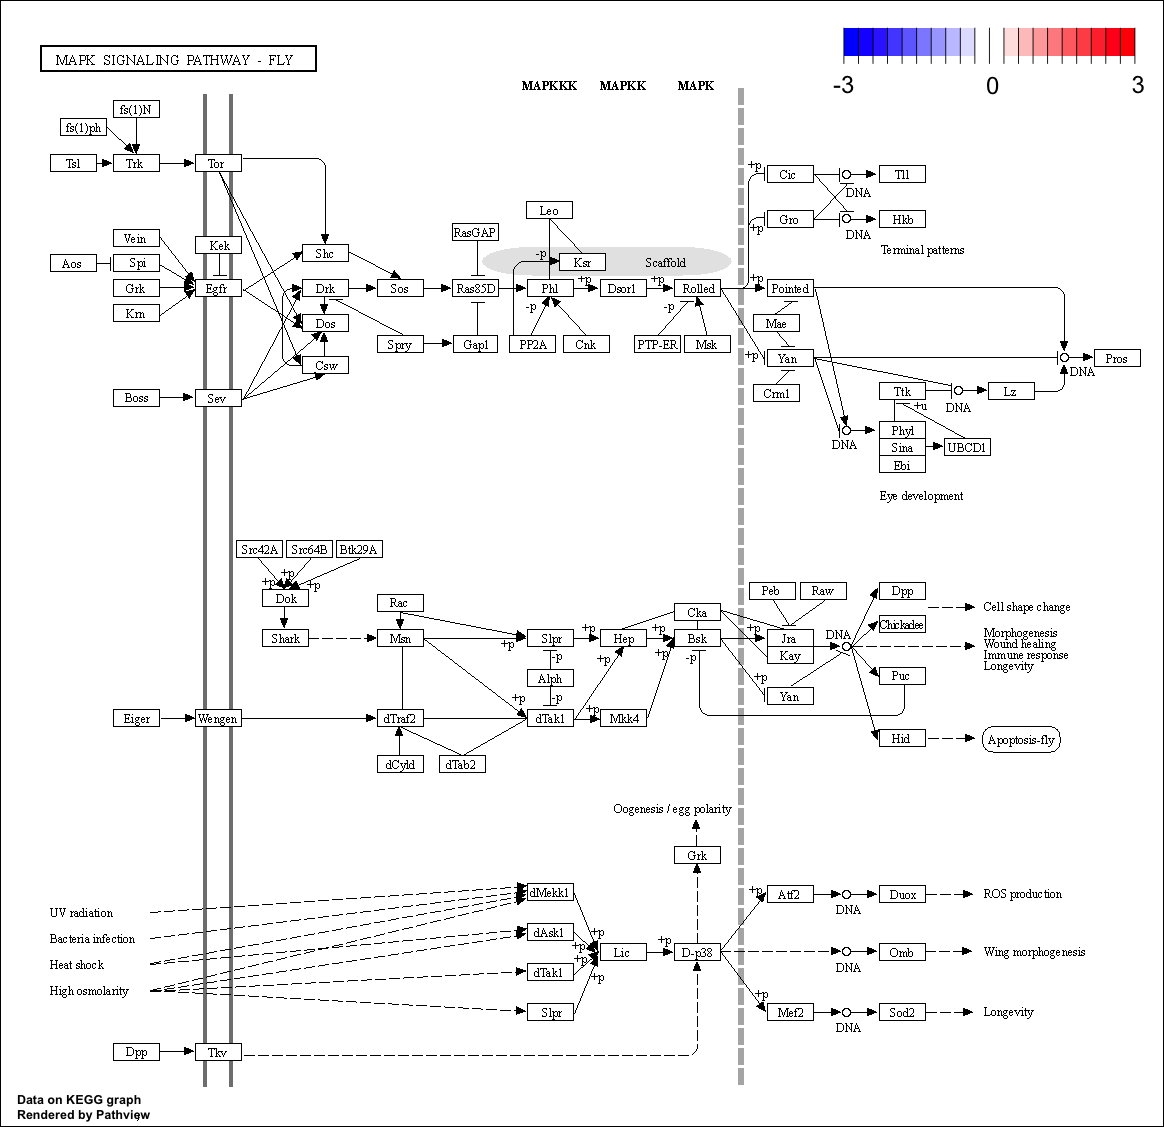 MAPK SIGNALING PATHWAY - FLY
-3
0
3
MAPKKK
MAPKK
MAPK
fs(1)N
fs(1)ph
Tsl
Trk
Tor
+p
Cic
Tll
DNA
Leo
Vein
Kek
RasGAP
Gro
Hkb
+p
DNA
Terminal patterns
Aos
Spi
Shc
-p
Ksr
Scaffold
Grk
Egfr
Drk
Sos
Ras85D
Phl
+p
Dsor1
+p
Rolled
+p
Pointed
Krn
Dos
-p
-p
Mae
Spry
Gap1
PP2A
Cnk
PTP-ER
Msk
+p
Yan
DNA
Pros
Csw
Boss
Sev
Crm1
Ttk
+u
DNA
Lz
Phyl
DNA
Sina
UBCD1
Ebi
Eye development
Src42A
Src64B
Btk29A
+p
+p
+p
Dok
Rac
Cka
Peb
Raw
Dpp
Cell shape change
Shark
Msn
+p
Slpr
+p
Hep
+p
Bsk
+p
Jra
Kay
DNA
Chickadee
Morphogenesis
Wound healing
Immune response
Longevity
-p
+p
+p
-p
Alph
-p
+p
+p
Yan
Puc
Eiger
Wengen
dTraf2
dTak1
+p
Mkk4
Hid
Apoptosis-fly
dCyld
dTab2
Oogenesis / egg polarity
Grk
UV radiation
dMekk1
+p
Atf2
DNA
Duox
ROS production
Bacteria infection
dAsk1
+p
+p
+p
+p
Lic
+p
D-p38
DNA
Omb
Wing morphogenesis
Heat shock
dTak1
High osmolarity
Slpr
+p
Mef2
DNA
Sod2
Longevity
Dpp
Tkv
Data on KEGG graph
Rendered by Pathview